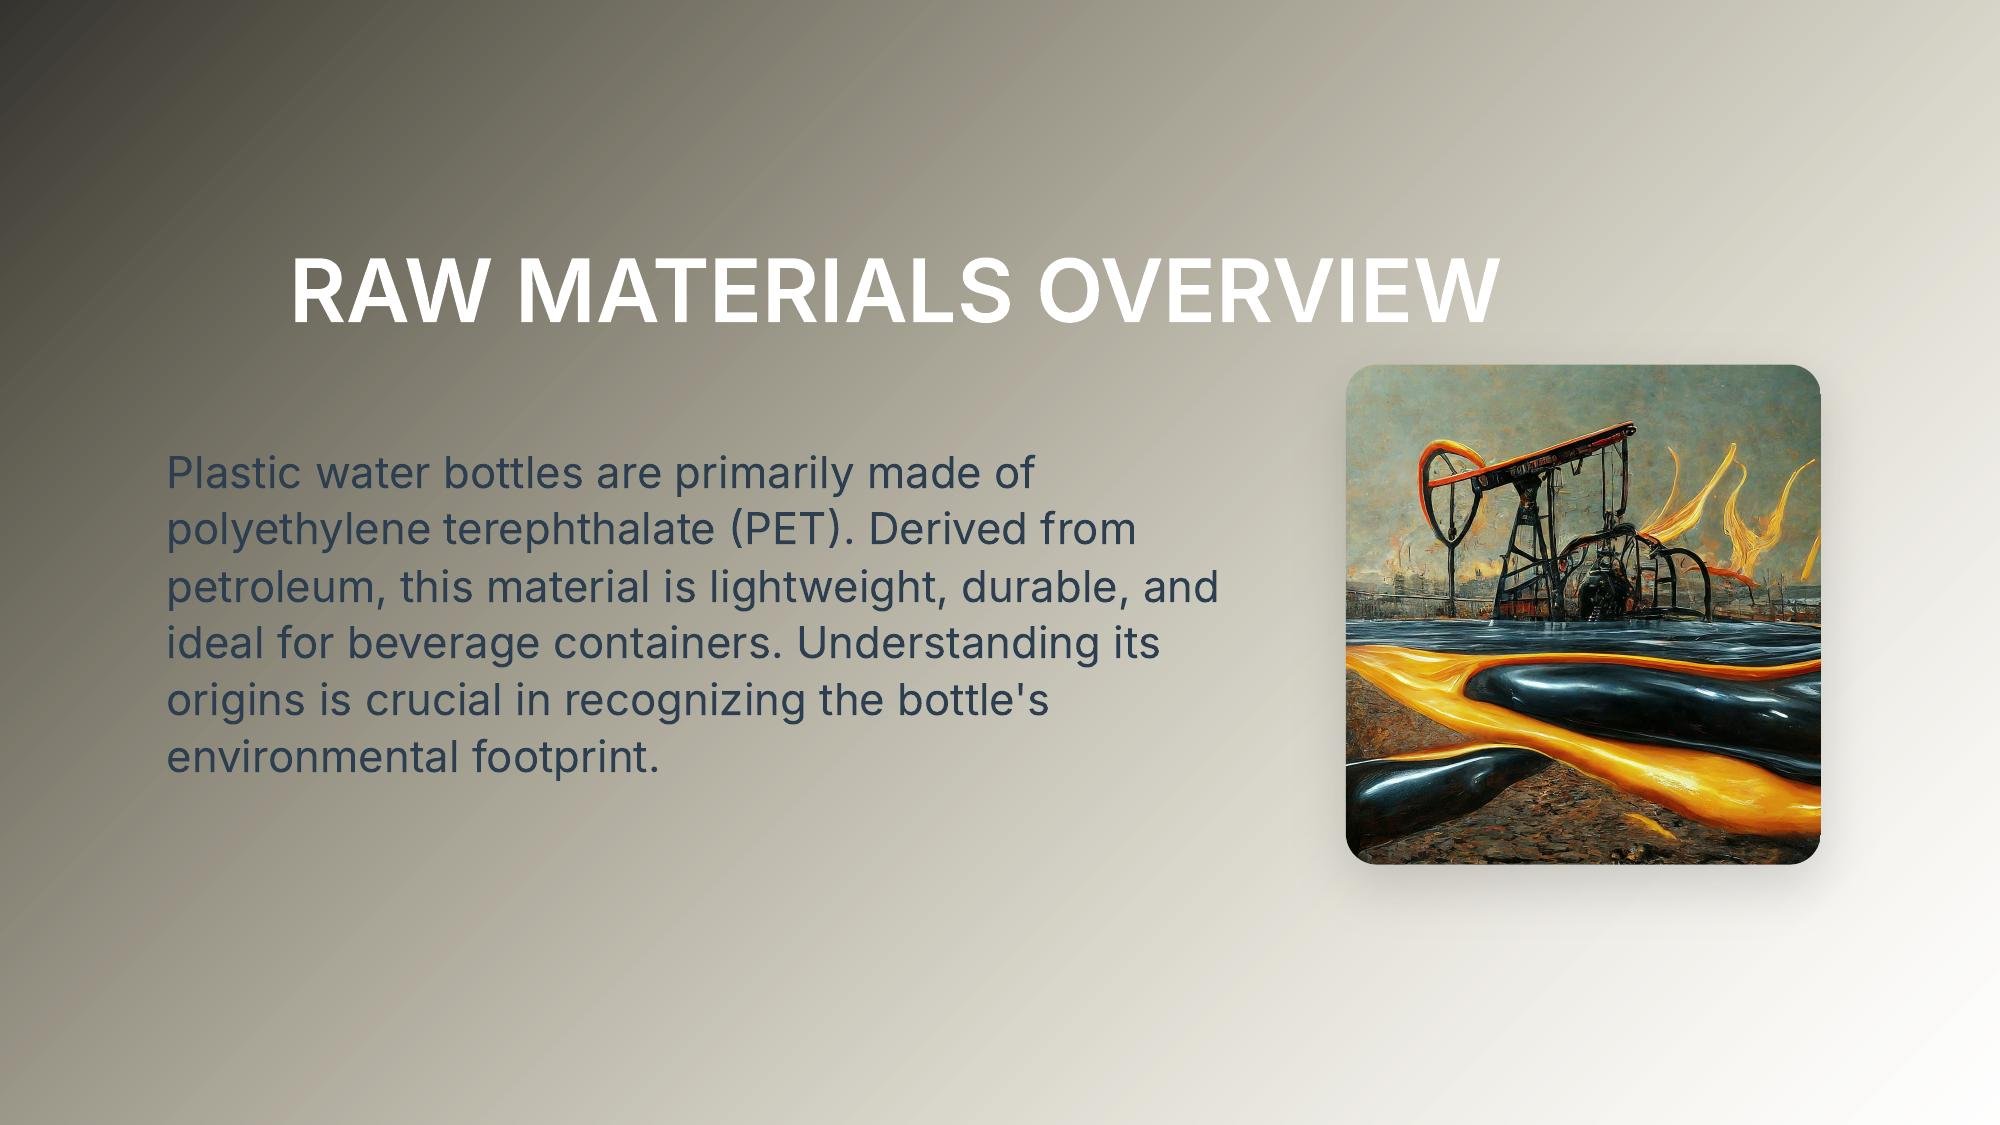 RAW MATERIALS OVERVIEW
Plastic water bottles are primarily made of
polyethylene terephthalate (PET). Derived from
petroleum, this material is lightweight, durable, and
ideal for beverage containers. Understanding its
origins is crucial in recognizing the bottle's
environmental footprint.